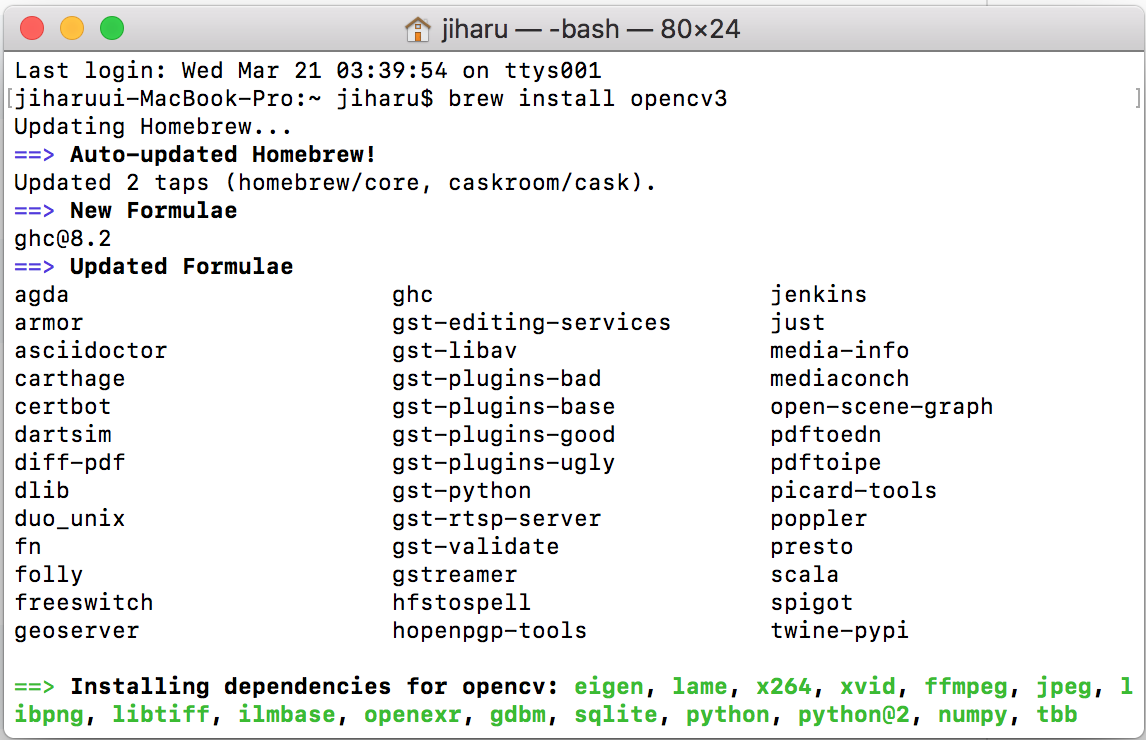 jiharu — -bash — 80×24
Last login: Wed Mar 21 03:39:54 on ttys001
[jiharuui-MacBook-Pro:~ jiharu$ brew install opencv3 ]
Updating Homebrew...
==> Auto-updated Homebrew!
Updated 2 taps (homebrew/core, caskroom/cask).
==> New Formulae
ghc@8.2
==> Updated Formulae
agda ghc jenkins
armor gst-editing-services just
asciidoctor gst-libav media-info
carthage gst-plugins-bad mediaconch
certbot gst-plugins-base open-scene-graph
dartsim gst-plugins-good pdftoedn
diff-pdf gst-plugins-ugly pdftoipe
dlib gst-python picard-tools
duo_unix gst-rtsp-server poppler
fn gst-validate presto
folly gstreamer scala
freeswitch hfstospell spigot
geoserver hopenpgp-tools twine-pypi
==> Installing dependencies for opencv: eigen, lame, x264, xvid, ffmpeg, jpeg, l
ibpng, libtiff, ilmbase, openexr, gdbm, sqlite, python, python@2, numpy, tbb